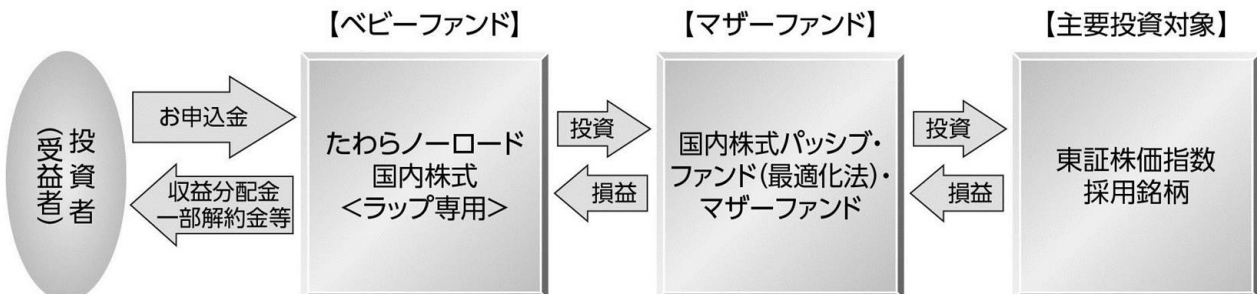 【ベビーファンド】
【マザーファンド】
【主要投資対象】
投資者
(受益者)
お申込金
収益分配金
一部解約金等
たわらノーロード
国内株式
<ラップ専用>
投資
損益
国内株式パッシブ・
ファンド(最適化法)・
マザーファンド
投資
損益
東証株価指数
採用銘柄